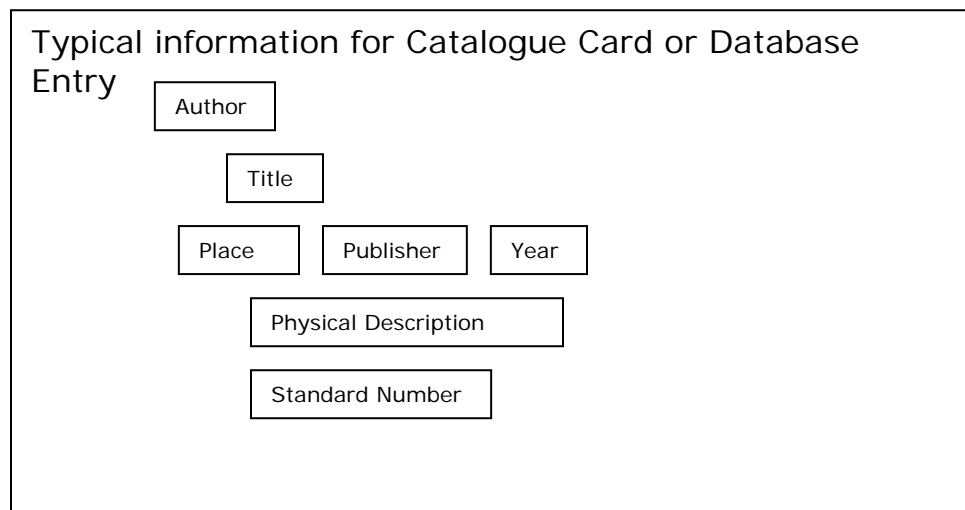 Typical information for Catalogue Card or Database
Entry
Author
Title
Place Publisher Year
Physical Description
Standard Number